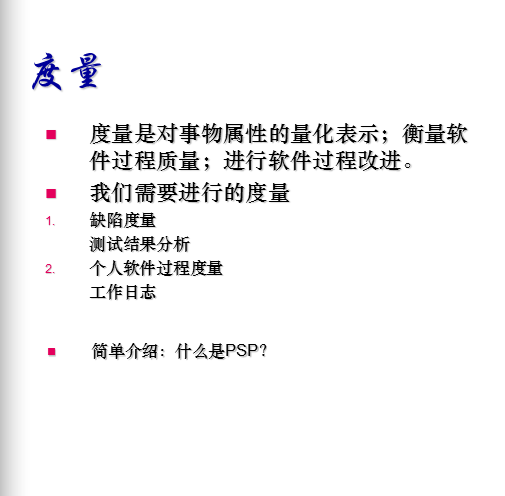 度量
■ 度量是对事物属性的量化表示；衡量软
件过程质量；进行软件过程改进。
■ 我们需要进行的度量
1. 缺陷度量
测试结果分析
2. 个人软件过程度量
工作日志
■ 简单介绍：什么是PSP？